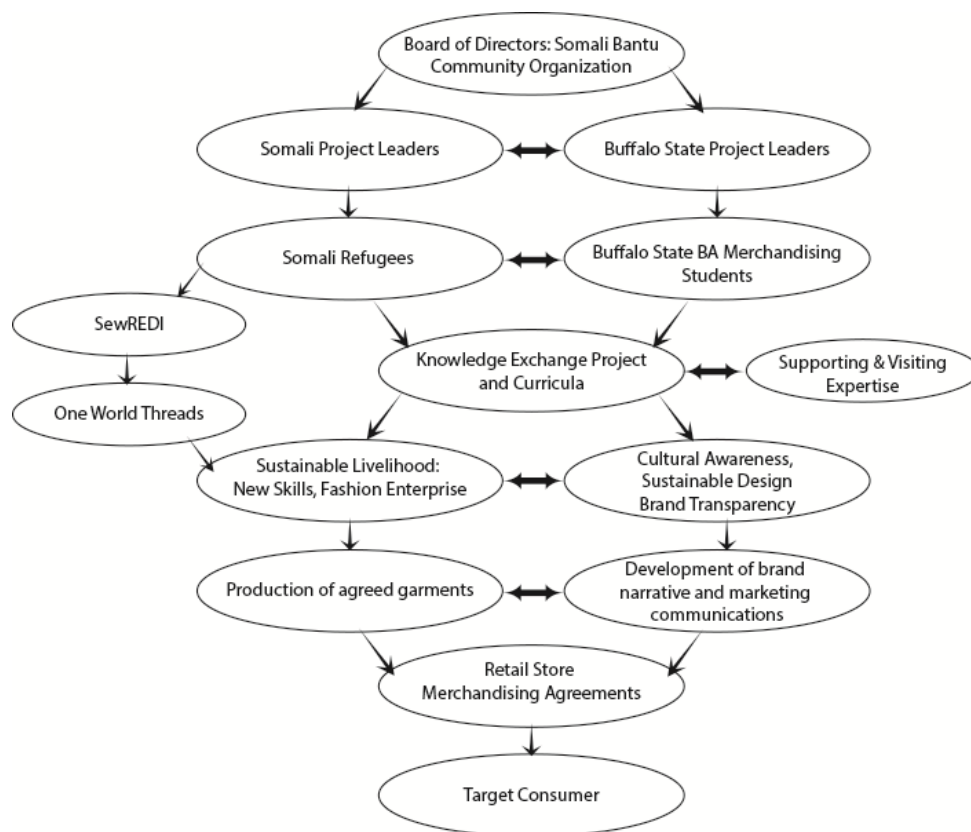 Board of Directors: Somali Bantu
Community Organization
Somali Project Leaders
Buffalo State Project Leaders
Somali Refugees
Buffalo State BA Merchandising
Students
SewREDI
Knowledge Exchange Project
and Curricula
Supporting & Visiting
Expertise
One World Threads
Sustainable Livelihood:
New Skills, Fashion Enterprise
Cultural Awareness,
Sustainable Design
Brand Transparency
Production of agreed garments
Development of brand
narrative and marketing
communications
Retail Store
Merchandising Agreements
Target Consumer